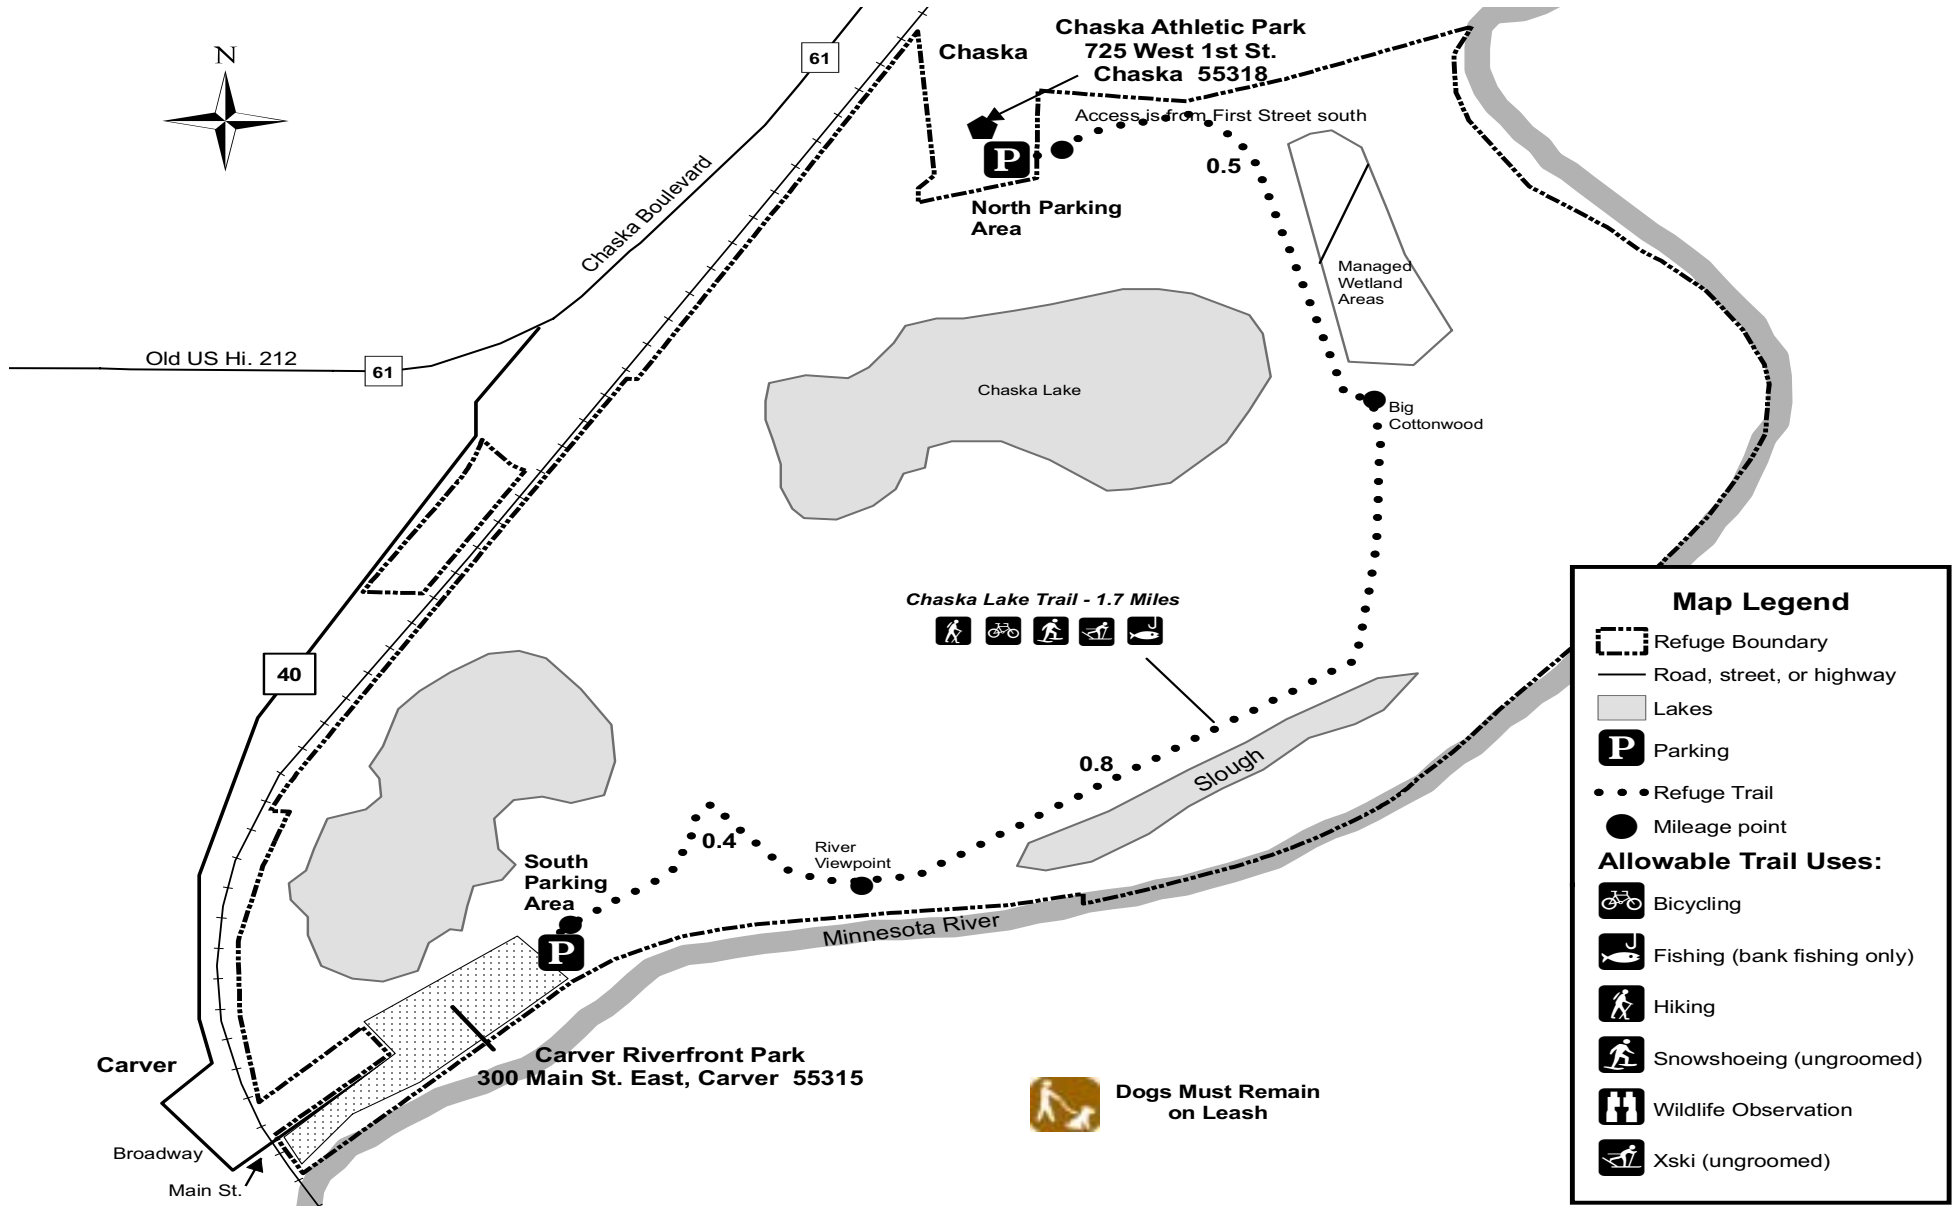 N
61
Chaska
Chaska Athletic Park
725 West 1st St.
Chaska 55318
Access is from First Street south
P
0.5
North Parking
Area
Chaska Boulevard
Managed
Wetland
Areas
Old US Hi. 212
61
Chaska Lake
Big
Cottonwood
Chaska Lake Trail - 1.7 Miles
40
0.8
Slough
0.4
River
Viewpoint
South
Parking
Area
P
Minnesota River
Carver Riverfront Park
300 Main St. East, Carver 55315
Carver
Broadway
Main St.
Dogs Must Remain
on Leash
Map Legend
Refuge Boundary
Road, street, or highway
Lakes
P Parking
Refuge Trail
Mileage point
Allowable Trail Uses:
Bicycling
Fishing (bank fishing only)
Hiking
Snowshoeing (ungroomed)
Wildlife Observation
Xski (ungroomed)